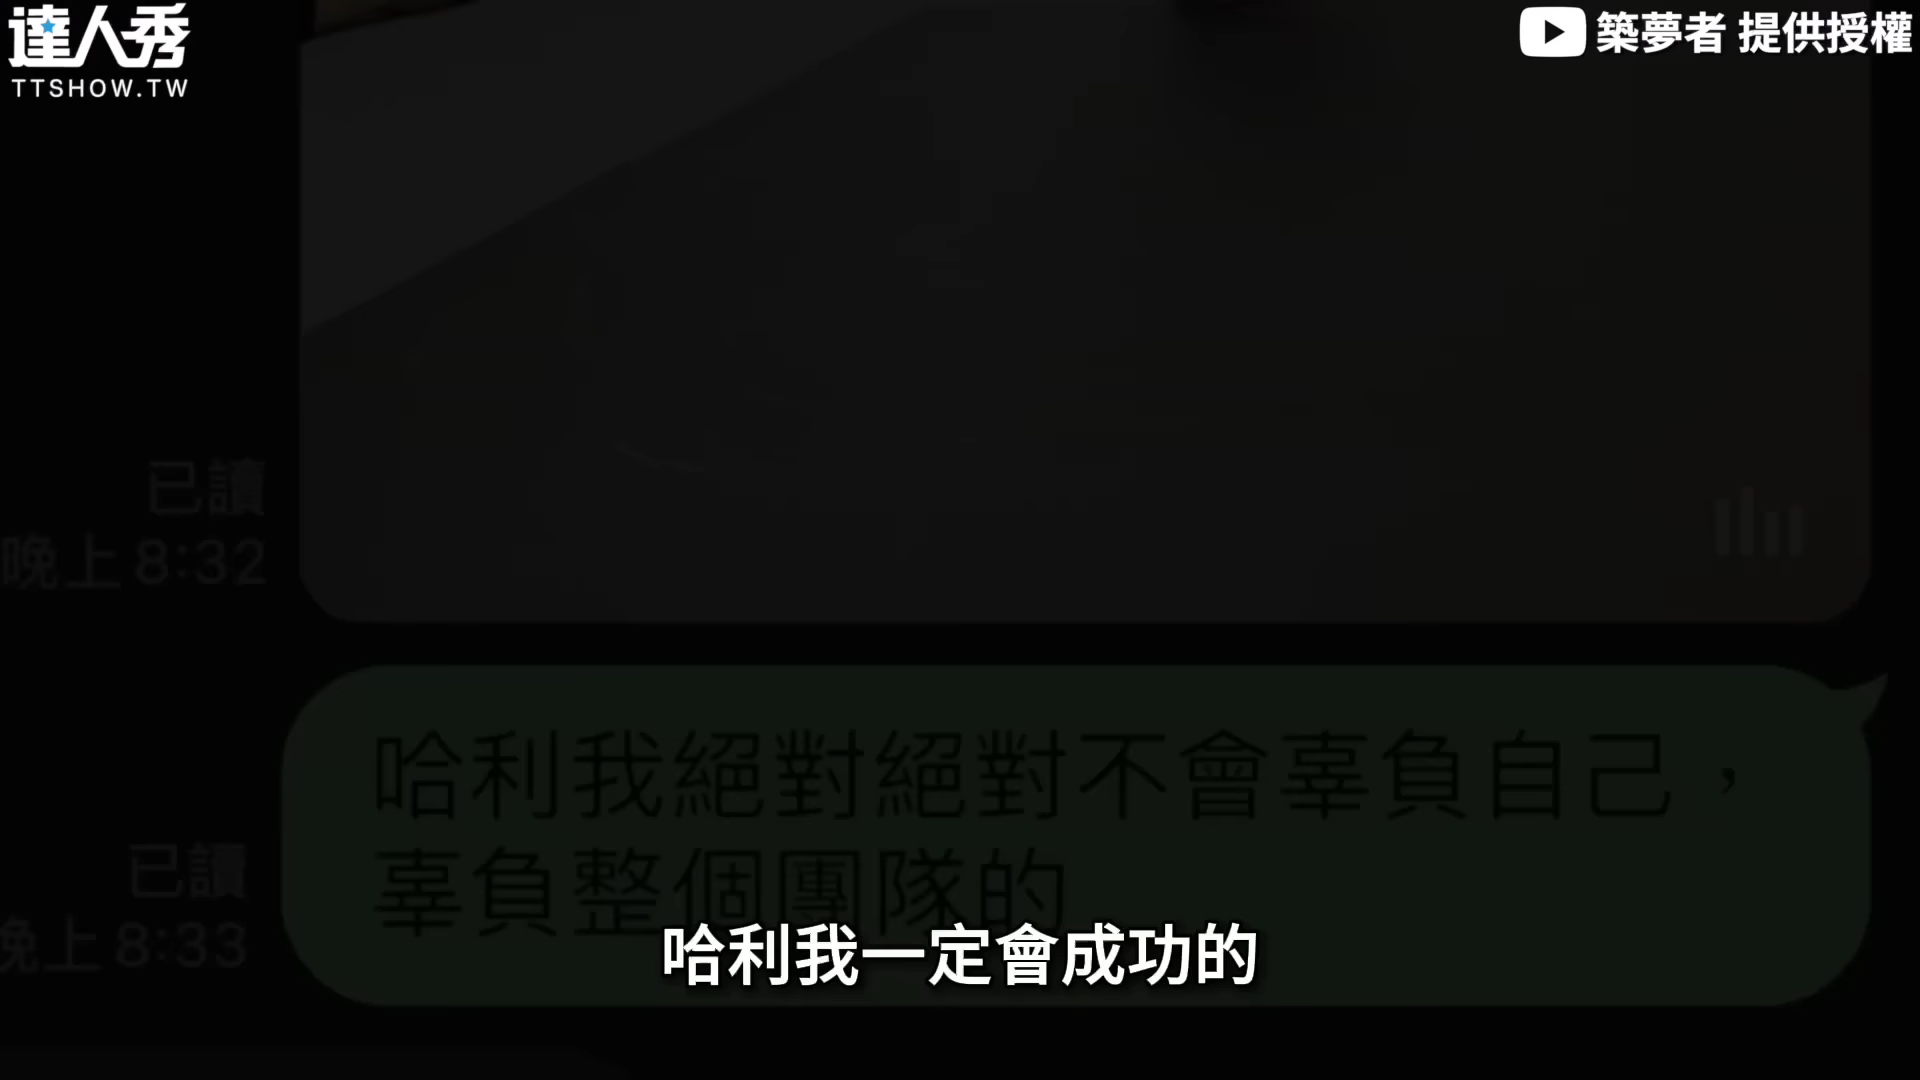 達人秀
TTSHOW.TW
築夢者 提供授權
已讀
晚上 8:32
哈利我絕對絕對不會辜負自己，
辜負整個團隊的
已讀
晚上 8:33
哈利我一定會成功的